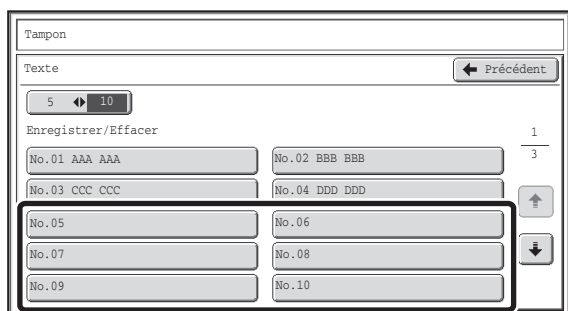 Tampon
Texte
Précédent
5 10
Enregistrer/Effacer
1
3
No.01 AAA AAA
No.02 BBB BBB
No.03 CCC CCC
No.04 DDD DDD
No.05
No.06
No.07
No.08
No.09
No.10